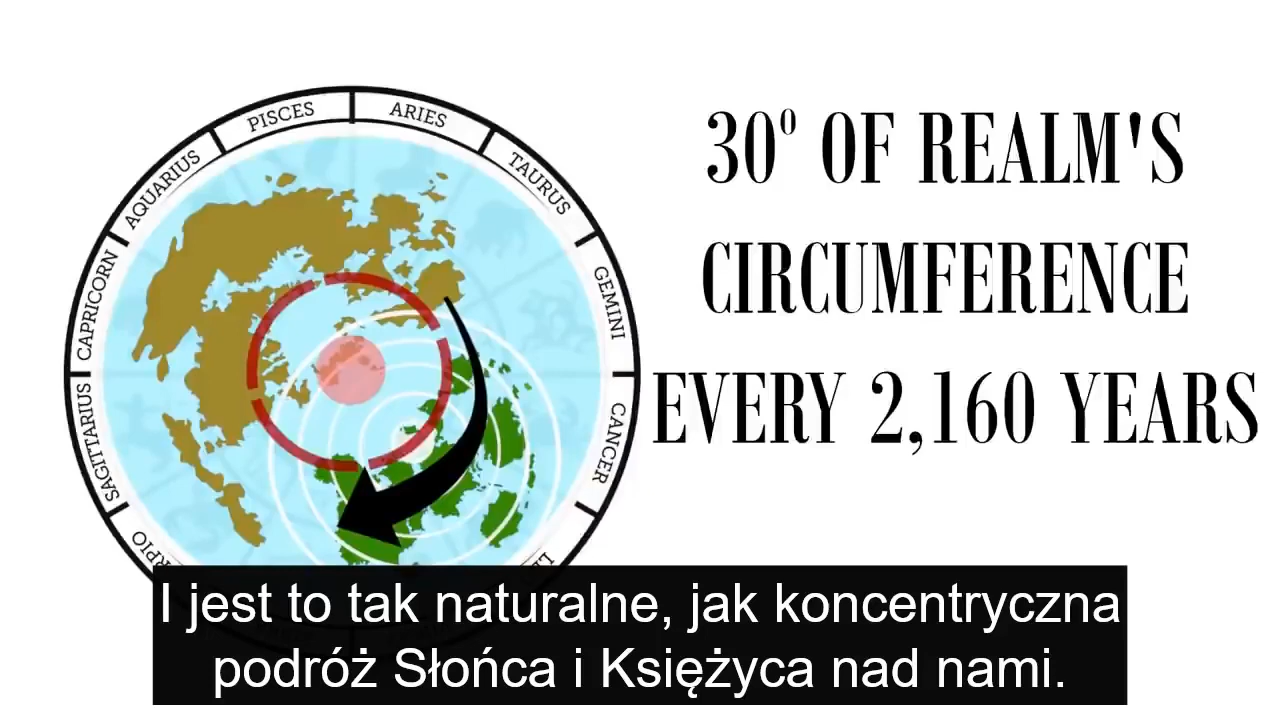 PISCES
ARIES
AQUARIUS
TAURUS
CAPRICORN
GEMINI
SAGITTARIUS
CANCER
30º OF REALM'S
CIRCUMFERENCE
EVERY 2,160 YEARS
I jest to tak naturalne, jak koncentryczna
podróż Słońca i Księżyca nad nami.